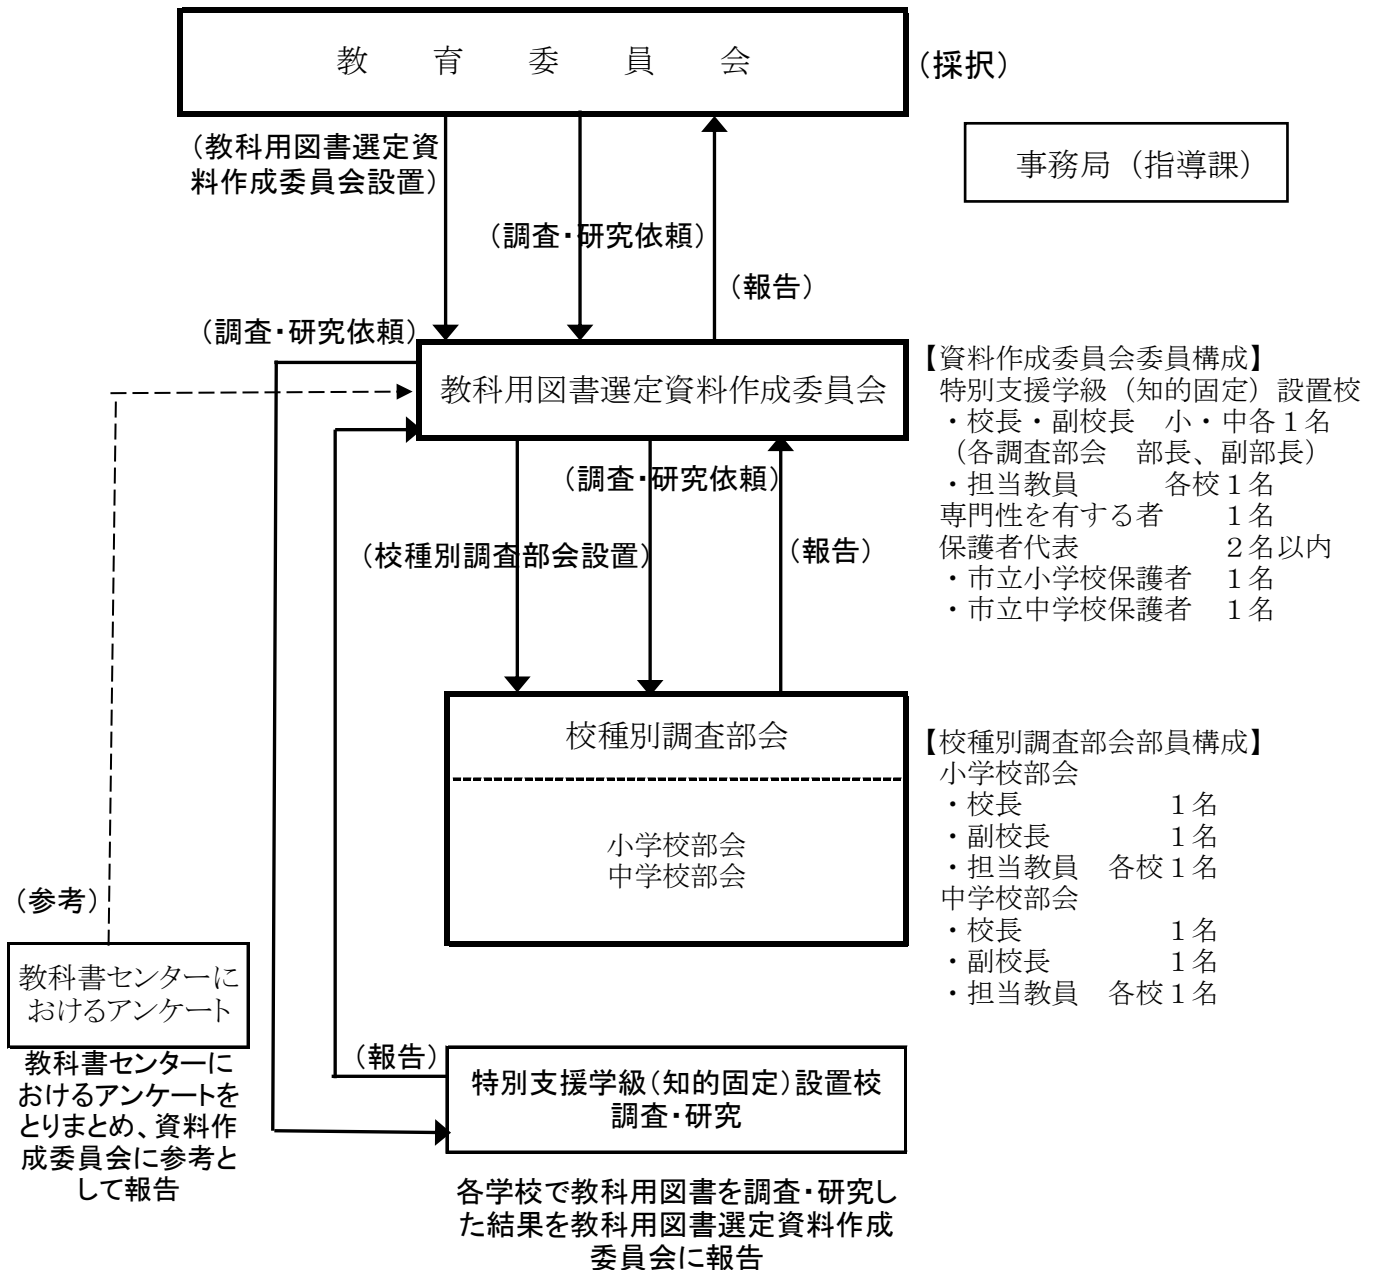 教 育 委 員 会
(採択)
(教科用図書選定資
料作成委員会設置)
事務局（指導課）
(調査・研究依頼)
(報告)
(調査・研究依頼)
教科用図書選定資料作成委員会
【資料作成委員会委員構成】
特別支援学級（知的固定）設置校
・校長・副校長　小・中各１名
（各調査部会　部長、副部長）
・担当教員　　　各校１名
専門性を有する者　　１名
保護者代表　　　　　２名以内
・市立小学校保護者　１名
・市立中学校保護者　１名
(調査・研究依頼)
(校種別調査部会設置)
(報告)
校種別調査部会
小学校部会
中学校部会
【校種別調査部会部員構成】
小学校部会
・校長　　　　　１名
・副校長　　　　１名
・担当教員　各校１名
中学校部会
・校長　　　　　１名
・副校長　　　　１名
・担当教員　各校１名
(参考)
教科書センターに
おけるアンケート
教科書センターに
おけるアンケートを
とりまとめ、資料作
成委員会に参考と
して報告
(報告)
特別支援学級(知的固定)設置校
調査・研究
各学校で教科用図書を調査・研究し
た結果を教科用図書選定資料作成
委員会に報告